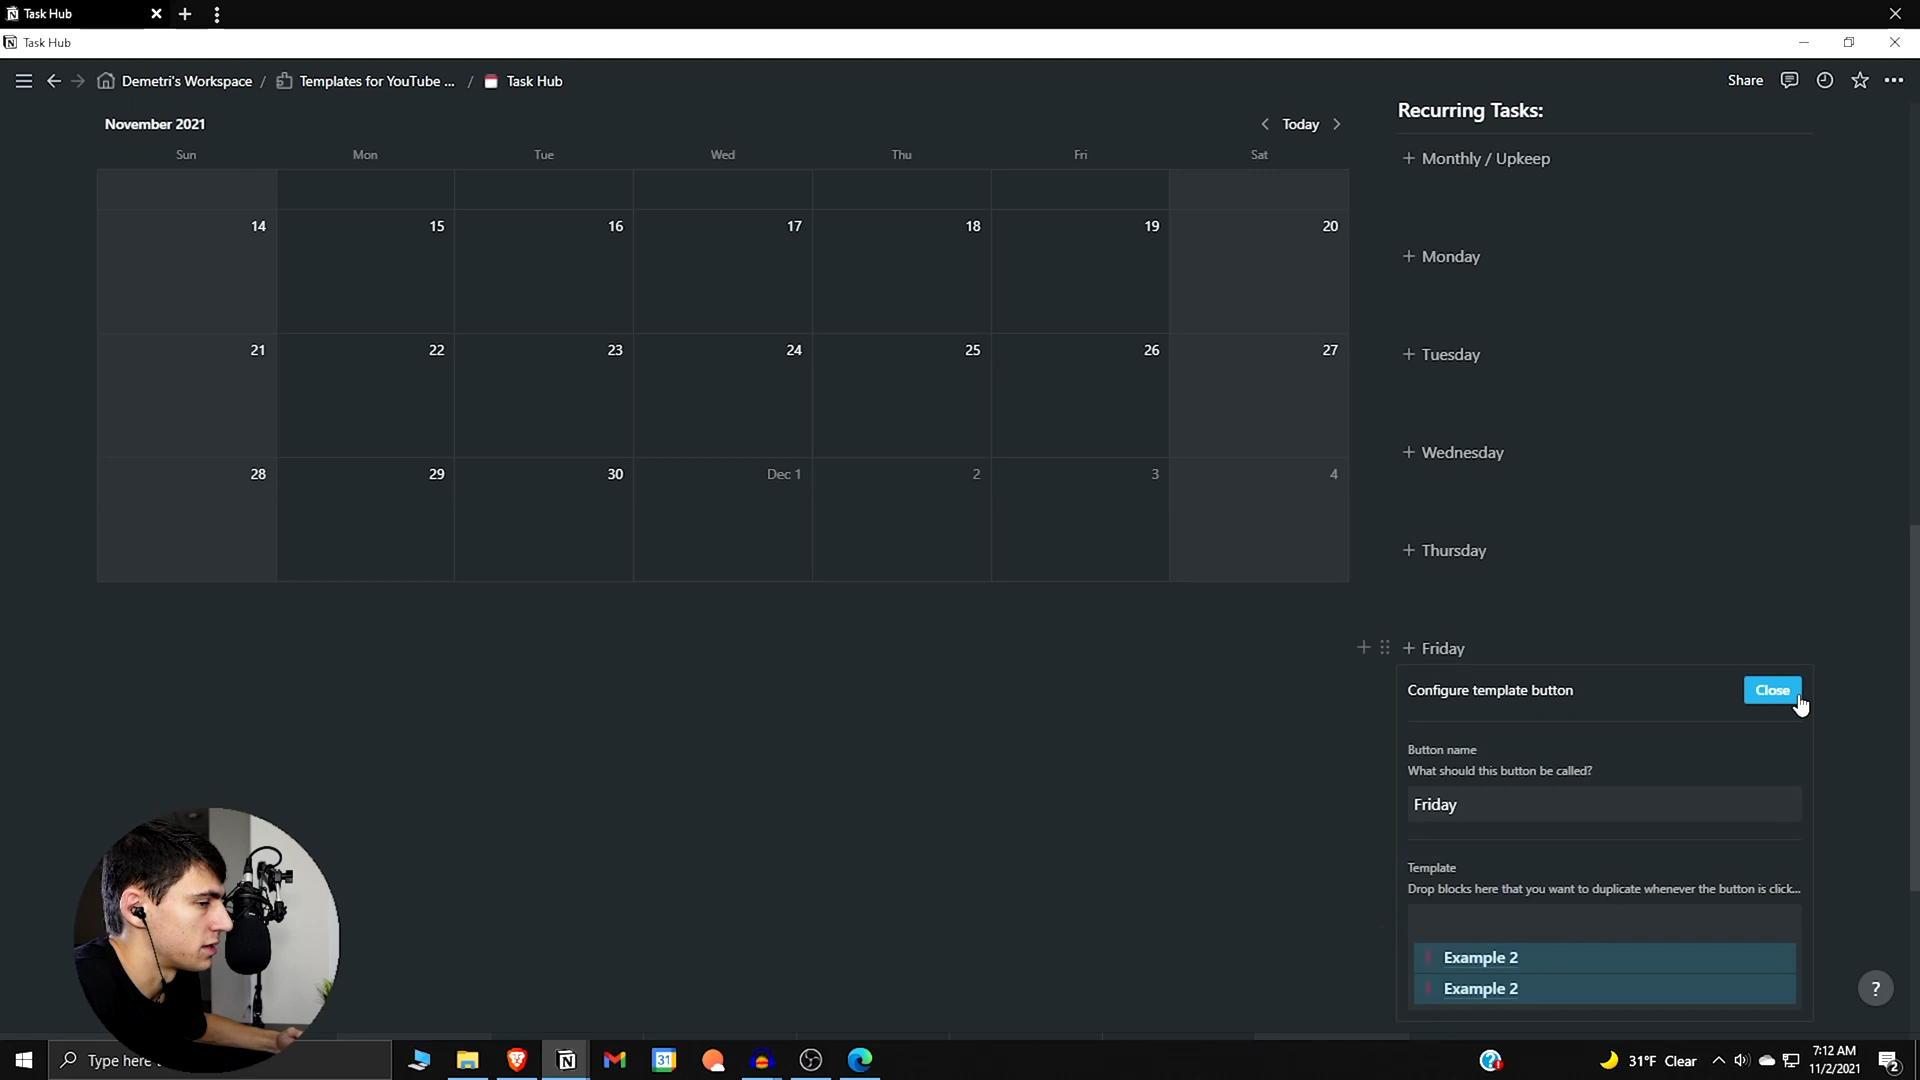 Task Hub
Task Hub
Demetri's Workspace / Templates for YouTube ... / Task Hub
Share
November 2021
Today
Sun Mon Tue Wed Thu Fri Sat
14 15 16 17 18 19 20
21 22 23 24 25 26 27
28 29 30 Dec 1 2 3 4
Recurring Tasks:
+ Monthly / Upkeep
+ Monday
+ Tuesday
+ Wednesday
+ Thursday
+ Friday
Configure template button
Close
Button name
What should this button be called?
Friday
Template
Drop blocks here that you want to duplicate whenever the button is click...
Example 2
Example 2
?
Type here
31
31°F Clear
7:12 AM
11/2/2021
2